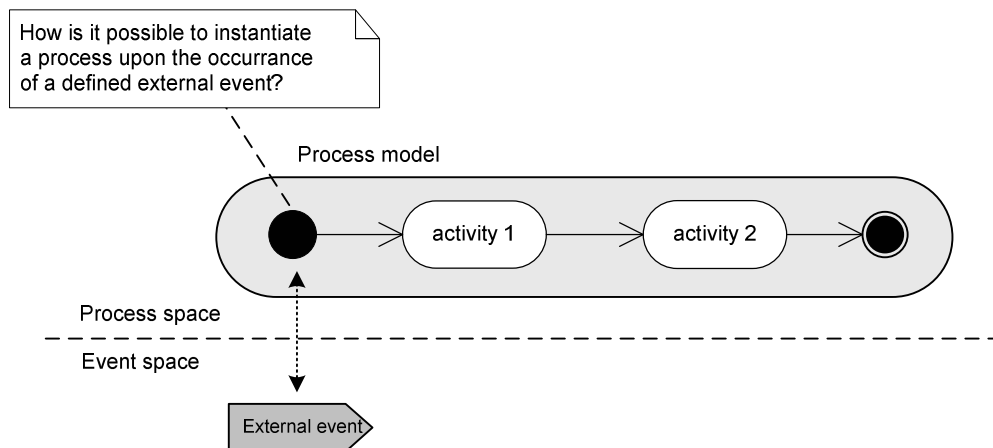 How is it possible to instantiate
a process upon the occurrance
of a defined external event?
Process model
activity 1
activity 2
Process space
Event space
External event